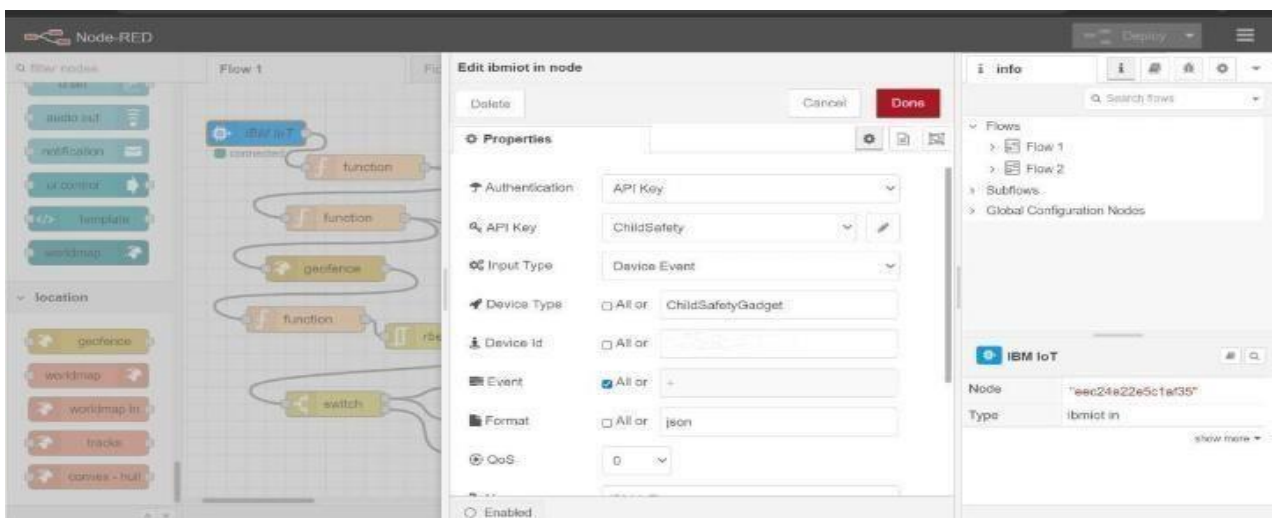 Node-RED
Deploy
filter nodes
audio out
notification
ui control
template
worldmap
location
geofence
worldmap
worldmap in
tracks
convex - hull
Flow 1
IBM IoT
connected
function
function
geofence
function
switch
Edit ibmiot in node
Delete
Cancel
Done
Properties
Authentication
API Key
API Key
ChildSafety
Input Type
Device Event
Device Type
All or
ChildSafetyGadget
Device Id
All or
Event
All or
+
Format
All or
json
QoS
0
Enabled
info
Search flows
Flows
Flow 1
Flow 2
Subflows
Global Configuration Nodes
IBM IoT
Node
Type
ibmiot in
show more